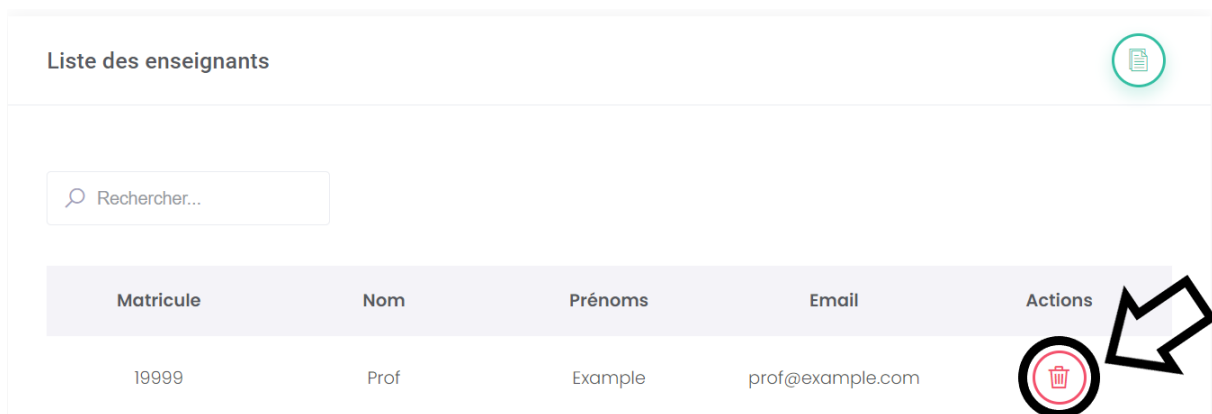 Liste des enseignants
Rechercher...
Matricule Nom Prénoms Email Actions
19999 Prof Example prof@example.com